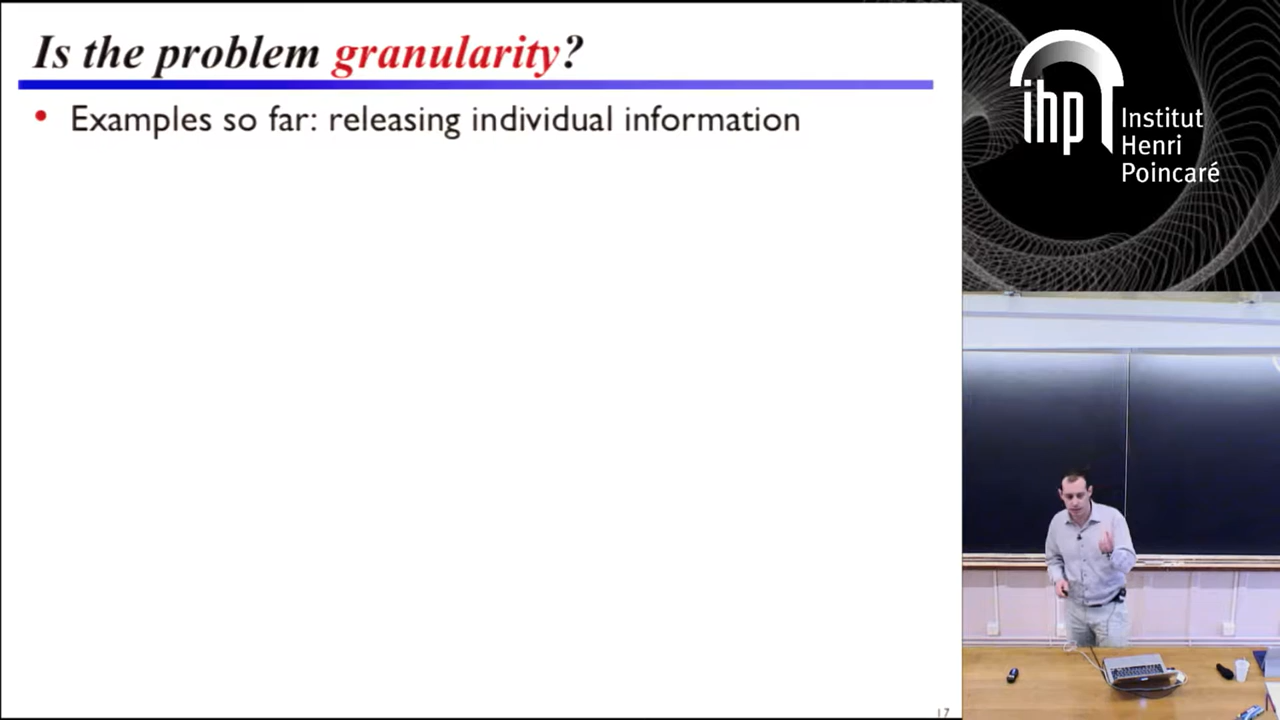 Is the problem granularity?
• Examples so far: releasing individual information
17
ihp
Institut
Henri
Poincaré